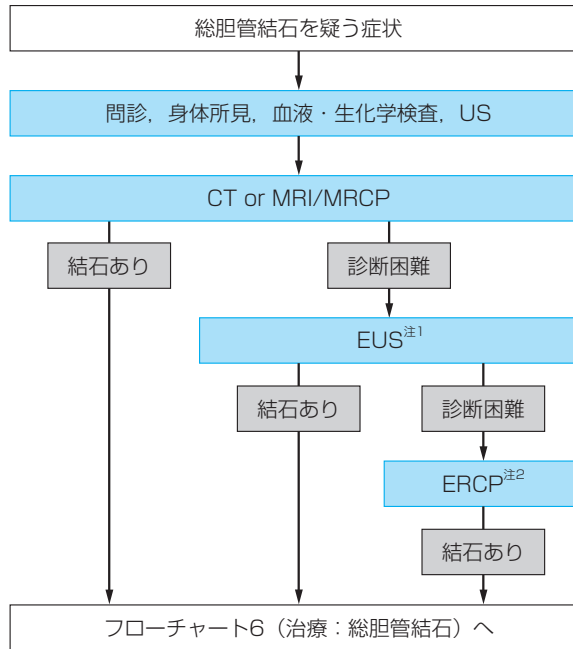 総胆管結石を疑う症状
問診，身体所見，血液・生化学検査，US
CT or MRI/MRCP
結石あり
診断困難
EUS注1
結石あり
診断困難
ERCP注2
結石あり
フローチャート6（治療：総胆管結石）へ